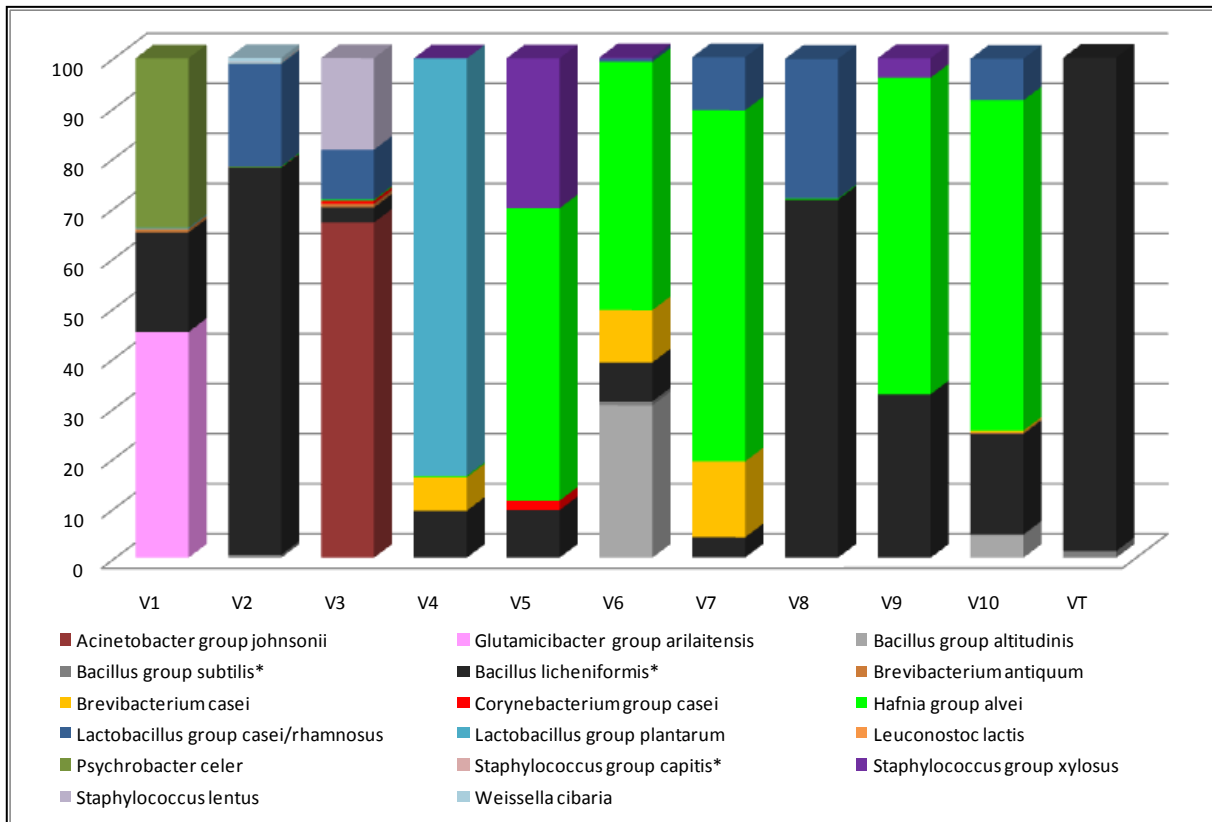 100
90
80
70
60
50
40
30
20
10
0
V1 V2 V3 V4 V5 V6 V7 V8 V9 V10 VT
Acinetobacter group johnsonii Glutamicibacter group arilaitensis Bacillus group altitudinis
Bacillus group subtilis* Bacillus licheniformis* Brevibacterium antiquum
Brevibacterium casei Corynebacterium group casei Hafnia group alvei
Lactobacillus group casei/rhamnosus Lactobacillus group plantarum Leuconostoc lactis
Psychrobacter celer Staphylococcus group capitis* Staphylococcus group xylosus
Staphylococcus lentus Weissella cibaria